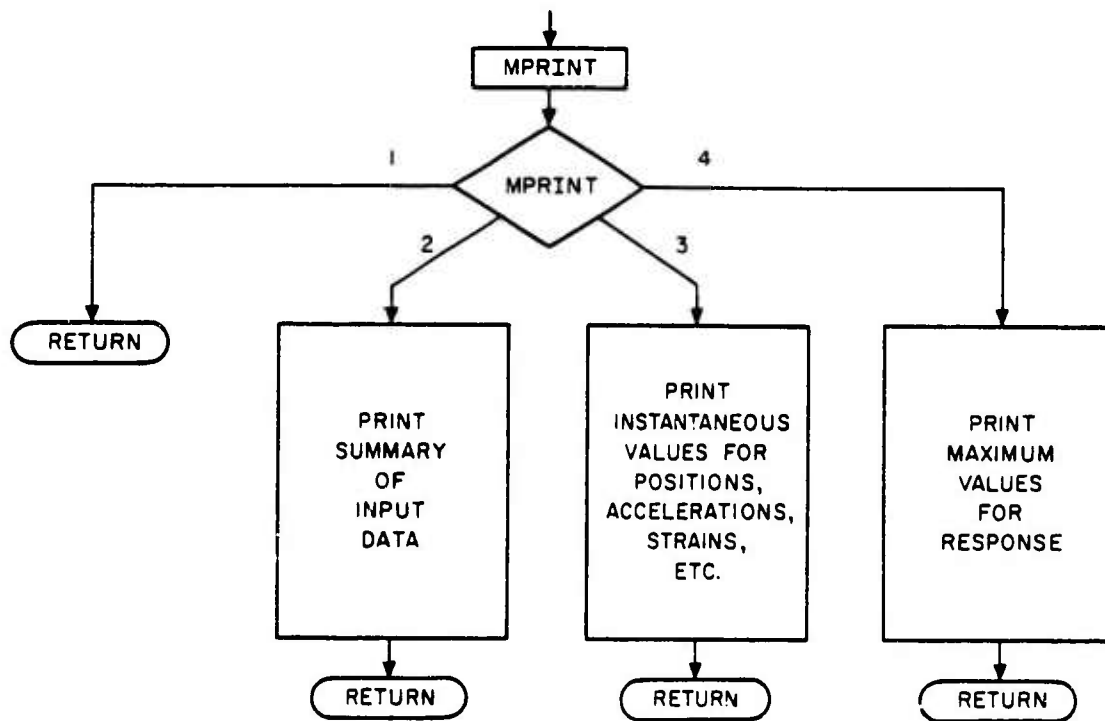 MPRINT
MPRINT
1
4
2
3
RETURN
PRINT
SUMMARY
OF
INPUT
DATA
PRINT
INSTANTANEOUS
VALUES FOR
POSITIONS,
ACCELERATIONS,
STRAINS,
ETC.
PRINT
MAXIMUM
VALUES
FOR
RESPONSE
RETURN
RETURN
RETURN